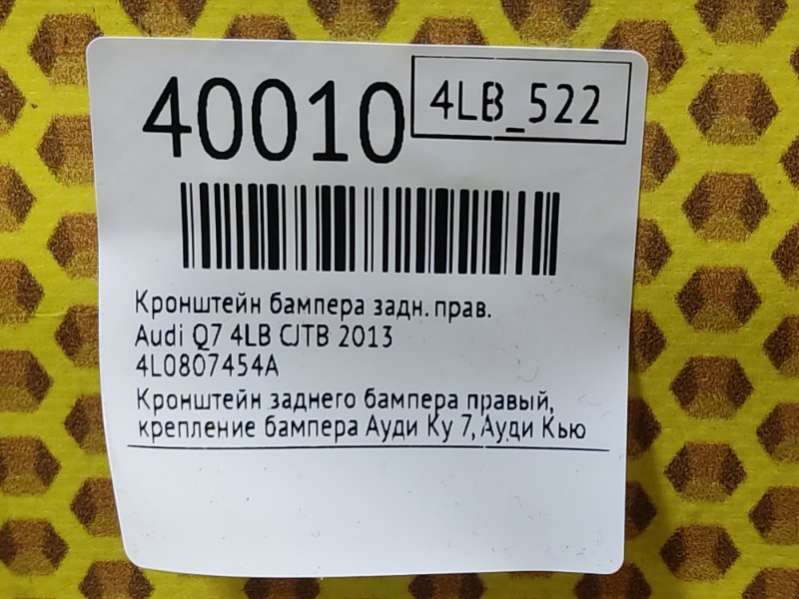 40010
4LB_522
Кронштейн бампера задн. прав.
Audi Q7 4LB CJTB 2013
4L0807454A
Кронштейн заднего бампера правый,
крепление бампера Ауди Ку 7, Ауди Кью